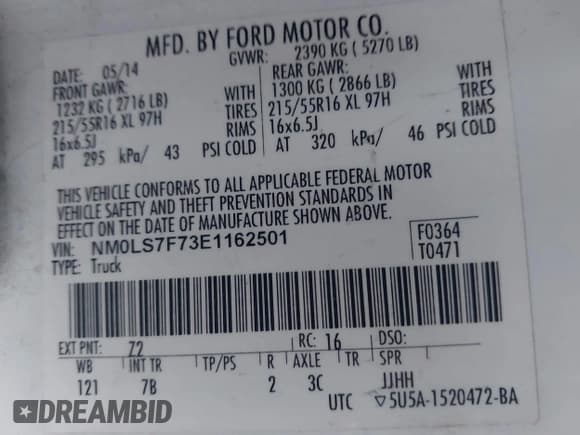 MFD. BY FORD MOTOR CO.
DATE: 05/14 GVWR: 2390 KG ( 5270 LB)
FRONT GAWR: REAR GAWR:
1232 KG ( 2716 LB) WITH 1300 KG ( 2866 LB) WITH
215/55R16 XL 97H TIRES 215/55R16 XL 97H TIRES
16x6.5J RIMS 16x6.5J RIMS
AT 295 kPa/ 43 PSI COLD AT 320 kPa/ 46 PSI COLD
THIS VEHICLE CONFORMS TO ALL APPLICABLE FEDERAL MOTOR
VEHICLE SAFETY AND THEFT PREVENTION STANDARDS IN
EFFECT ON THE DATE OF MANUFACTURE SHOWN ABOVE.
VIN: NM0LS7F73E1162501 F0364
TYPE: Truck T0471
EXT PNT: 72 RC: 16 DSO:
WB INT TR TP/PS R AXLE TR SPR
121 7B 2 3C JJHH
UTC ▽5U5A-1520472-BA
DREAMBID